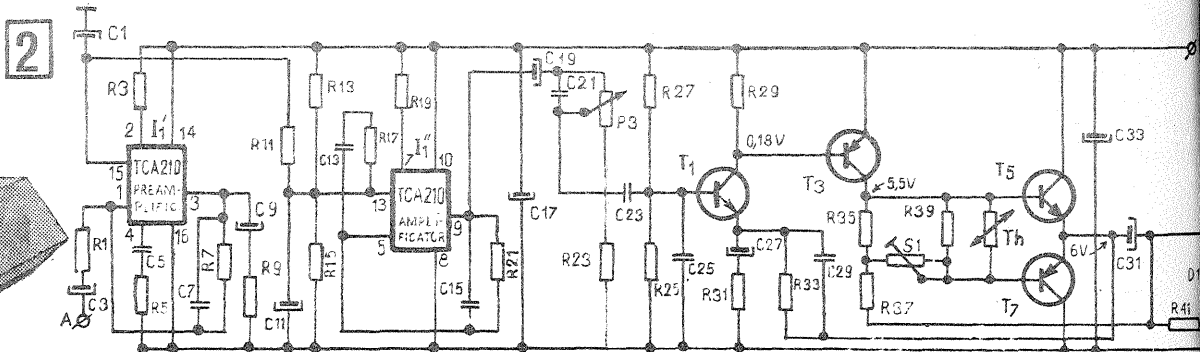 2
C1
R3
2
I1'
14
15
TCA210
PREAM-
PLIFIC.
1
3
4
16
R1
C3
A
C5
R5
C7
R7
C9
R9
R11
C11
R13
R15
C13
R17
R19
7
I1"
10
13
TCA210
AMPLI-
FICATOR
5
9
8
C15
R21
C17
C19
C21
P3
R23
C23
R27
R25
C25
R29
0,18V
T1
C27
R31
R33
C29
T3
5,5V
R35
R37
S1
R39
Th
T5
T7
6V
C31
C33
R41